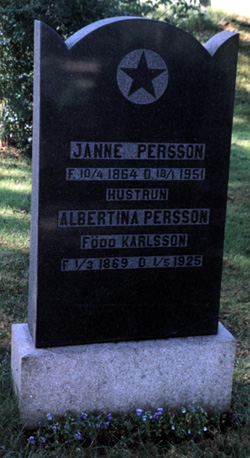 JANNE PERSSON
F. 10/4 1864 D. 18/1 1951
HUSTRUN
ALBERTINA PERSSON
FÖDD KARLSSON
F 1/3 1869 D 1/5 1925